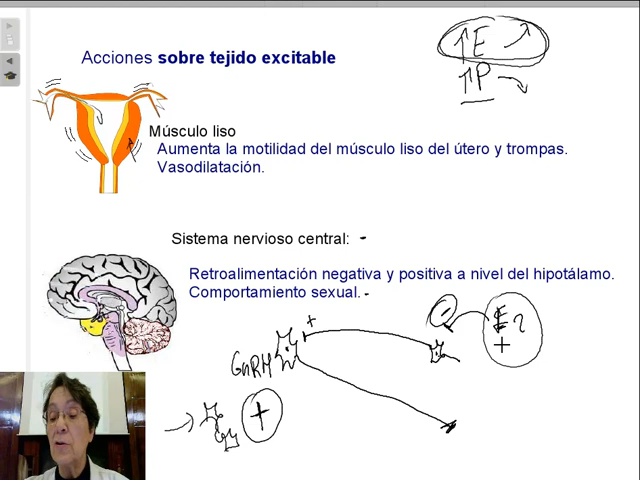 Acciones sobre tejido excitable
↑E ↗
↑P ↘
Músculo liso
Aumenta la motilidad del músculo liso del útero y trompas.
Vasodilatación.
Sistema nervioso central: -
Retroalimentación negativa y positiva a nivel del hipotálamo.
Comportamiento sexual. -
+
-
+
GnRH
+